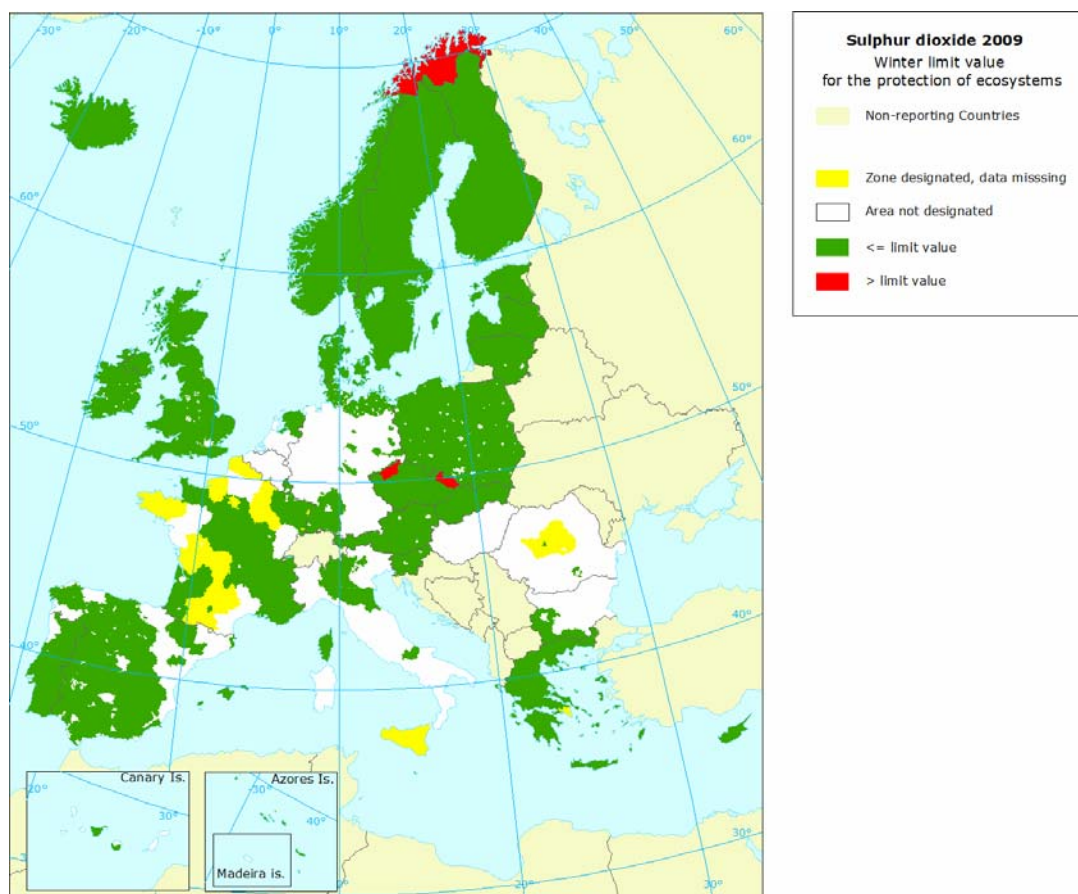 -30° -20° -10° 0° 10° 20° 30° 40° 50° 60°
60°
60°
50°
50°
40°
40°
Canary Is.
20°
30°
Azores Is.
-30°
40°
Madeira is.
0°
20°
30°
30°
Sulphur dioxide 2009
Winter limit value
for the protection of ecosystems
Non-reporting Countries
Zone designated, data misssing
Area not designated
<= limit value
> limit value